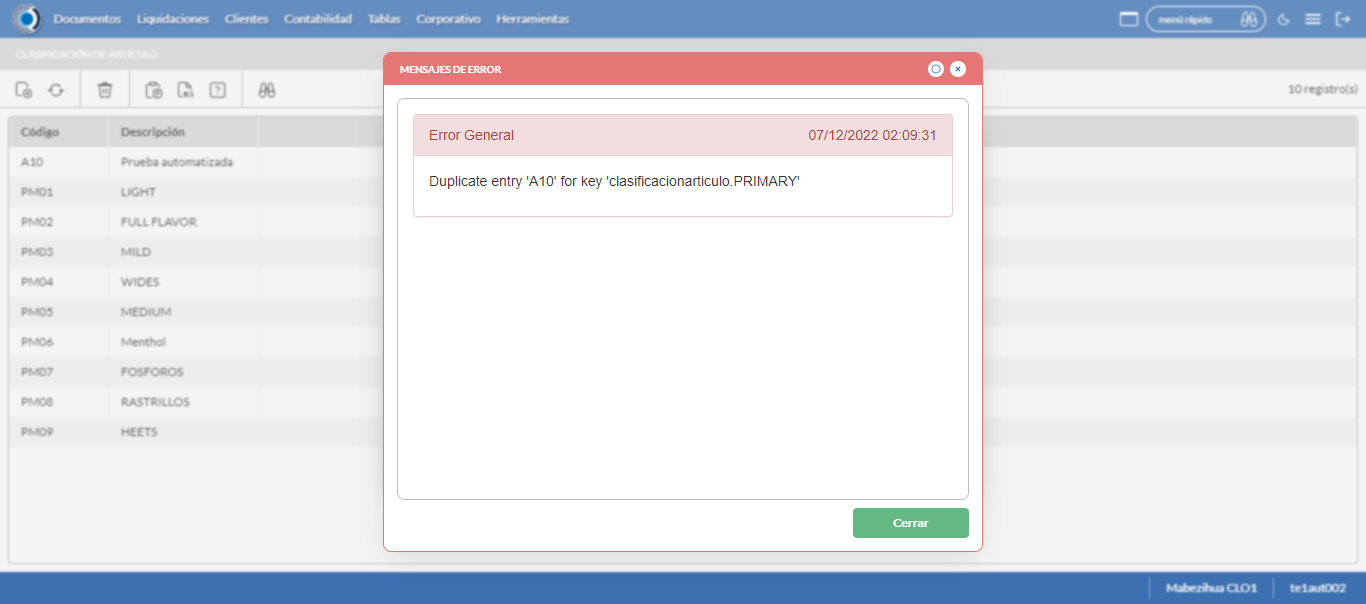 Documentos Liquidaciones Clientes Contabilidad Tablas Corporativo Herramientas menú rápido
CLASIFICACIÓN DE ARTÍCULO
MENSAJES DE ERROR
10 registro(s)
Error General 07/12/2022 02:09:31
Duplicate entry 'A10' for key 'clasificacionarticulo.PRIMARY'
Cerrar
Código Descripción
A10 Prueba automatizada
PM01 LIGHT
PM02 FULL FLAVOR
PM03 MILD
PM04 WIDES
PM05 MEDIUM
PM06 Menthol
PM07 FOSFOROS
PM08 RASTRILLOS
PM09 HEETS
Mabezihua CLO1 te1aut002